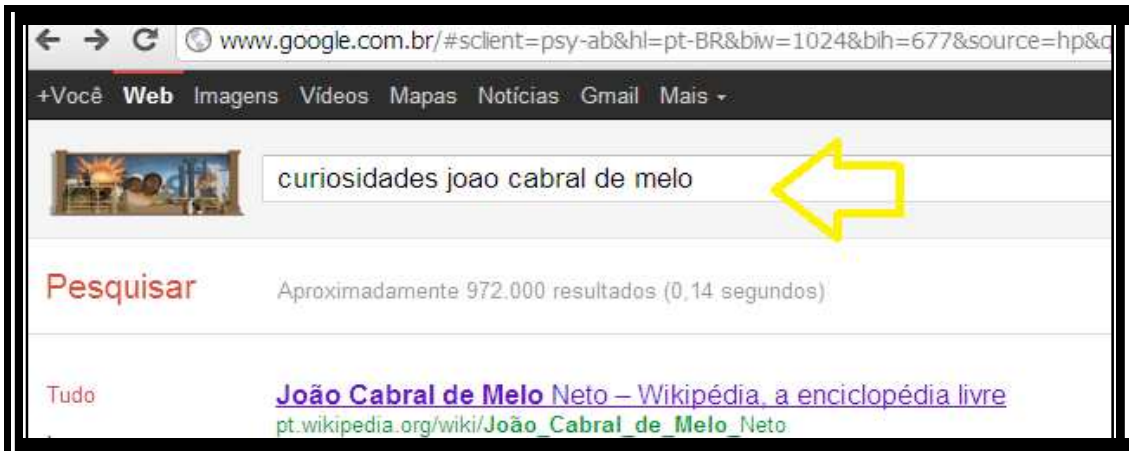 www.google.com.br/#sclient=psy-ab&hl=pt-BR&biw=1024&bih=677&source=hp&q
+Você Web Imagens Vídeos Mapas Notícias Gmail Mais
curiosidades joao cabral de melo
Pesquisar
Aproximadamente 972.000 resultados (0,14 segundos)
Tudo
João Cabral de Melo Neto – Wikipédia, a enciclopédia livre
pt.wikipedia.org/wiki/João_Cabral_de_Melo_Neto